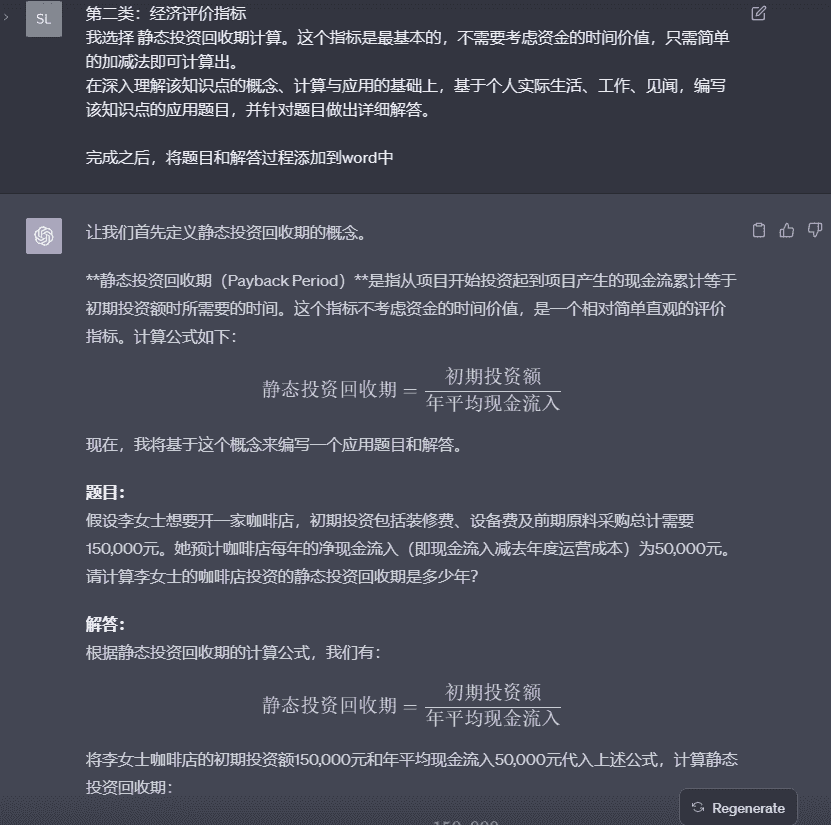 SL
第二类：经济评价指标
我选择 静态投资回收期计算。这个指标是最基本的，不需要考虑资金的时间价值，只需简单
的加减法即可计算出。
在深入理解该知识点的概念、计算与应用的基础上，基于个人实际生活、工作、见闻，编写
该知识点的应用题目，并针对题目做出详细解答。
完成之后，将题目和解答过程添加到word中
让我们首先定义静态投资回收期的概念。
**静态投资回收期（Payback Period）**是指从项目开始投资起到项目产生的现金流累计等于
初期投资额时所需要的时间。这个指标不考虑资金的时间价值，是一个相对简单直观的评价
指标。计算公式如下：
静态投资回收期 = 初期投资额 / 年平均现金流入
现在，我将基于这个概念来编写一个应用题目和解答。
题目：
假设李女士想要开一家咖啡店，初期投资包括装修费、设备费及前期原料采购总计需要
150,000元。她预计咖啡店每年的净现金流入（即现金流入减去年度运营成本）为50,000元。
请计算李女士的咖啡店投资的静态投资回收期是多少年？
解答：
根据静态投资回收期的计算公式，我们有：
静态投资回收期 = 初期投资额 / 年平均现金流入
将李女士咖啡店的初期投资额150,000元和年平均现金流入50,000元代入上述公式，计算静态
投资回收期：
Regenerate